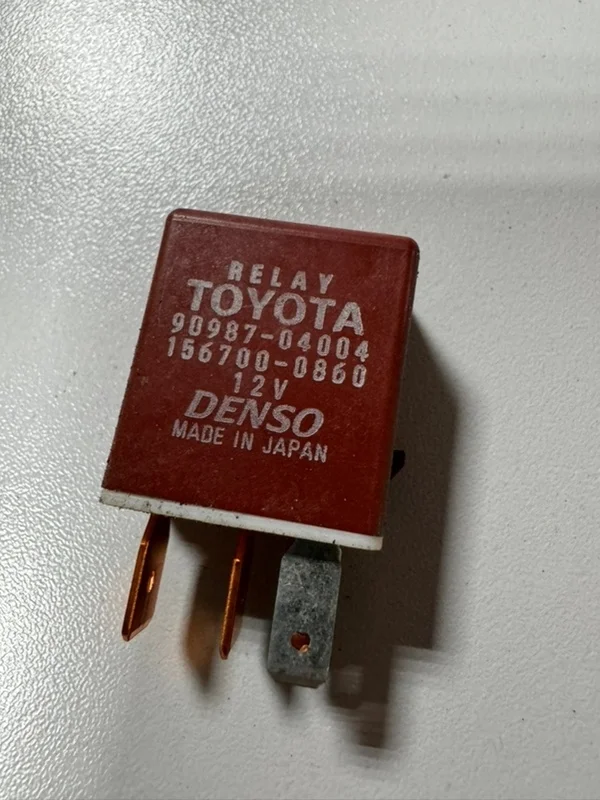 RELAY
TOYOTA
90987-04004
156700-0860
12V
DENSO
MADE IN JAPAN